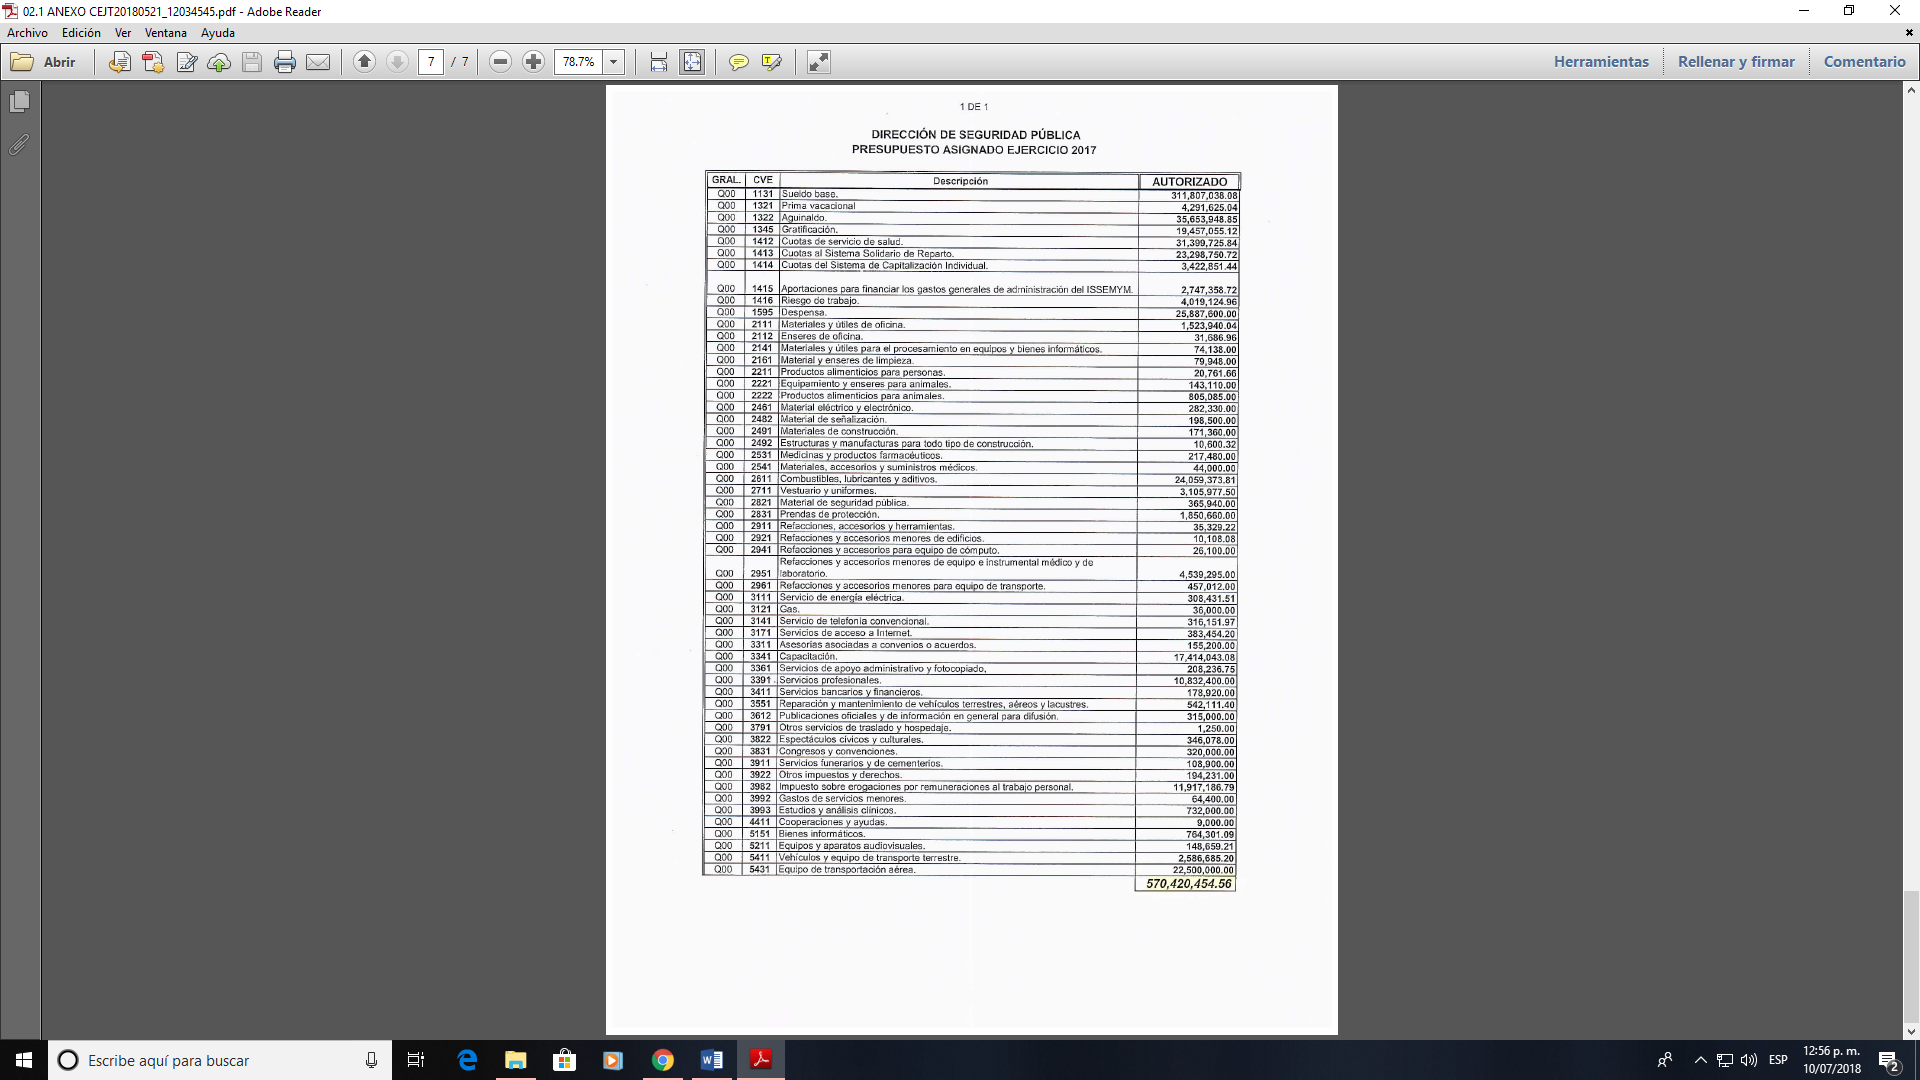 02.1 ANEXO CEJT20180521_12034545.pdf - Adobe Reader
Archivo Edición Ver Ventana Ayuda
Abrir 7 / 7 78.7% Herramientas Rellenar y firmar Comentario
1 DE 1
DIRECCIÓN DE SEGURIDAD PÚBLICA
PRESUPUESTO ASIGNADO EJERCICIO 2017
GRAL. CVE Descripción AUTORIZADO
Q00 1131 Sueldo base. 311,807,038.08
Q00 1321 Prima vacacional 4,291,625.04
Q00 1322 Aguinaldo. 35,653,948.85
Q00 1345 Gratificación. 19,457,055.12
Q00 1412 Cuotas de servicio de salud. 31,399,725.84
Q00 1413 Cuotas al Sistema Solidario de Reparto. 23,298,750.72
Q00 1414 Cuotas del Sistema de Capitalización Individual. 3,422,851.44
Q00 1415 Aportaciones para financiar los gastos generales de administración del ISSEMYM. 2,747,358.72
Q00 1416 Riesgo de trabajo. 4,019,124.96
Q00 1595 Despensa. 25,887,600.00
Q00 2111 Materiales y útiles de oficina. 1,523,940.04
Q00 2112 Enseres de oficina. 31,686.96
Q00 2141 Materiales y útiles para el procesamiento en equipos y bienes informáticos. 74,138.00
Q00 2161 Material y enseres de limpieza. 79,948.00
Q00 2211 Productos alimenticios para personas. 20,761.66
Q00 2221 Equipamiento y enseres para animales. 143,110.00
Q00 2222 Productos alimenticios para animales. 805,085.00
Q00 2461 Material eléctrico y electrónico. 282,330.00
Q00 2482 Material de señalización. 198,500.00
Q00 2491 Materiales de construcción. 171,360.00
Q00 2492 Estructuras y manufacturas para todo tipo de construcción. 10,600.32
Q00 2531 Medicinas y productos farmacéuticos. 217,480.00
Q00 2541 Materiales, accesorios y suministros médicos. 44,000.00
Q00 2611 Combustibles, lubricantes y aditivos. 24,059,373.81
Q00 2711 Vestuario y uniformes. 3,105,977.50
Q00 2821 Material de seguridad pública. 365,940.00
Q00 2831 Prendas de protección. 1,850,660.00
Q00 2911 Refacciones, accesorios y herramientas. 35,329.22
Q00 2921 Refacciones y accesorios menores de edificios. 10,108.08
Q00 2941 Refacciones y accesorios para equipo de cómputo. 26,100.00
Refacciones y accesorios menores de equipo e instrumental médico y de
Q00 2951 laboratorio. 4,539,295.00
Q00 2961 Refacciones y accesorios menores para equipo de transporte. 457,012.00
Q00 3111 Servicio de energía eléctrica. 308,431.51
Q00 3121 Gas. 36,000.00
Q00 3141 Servicio de telefonía convencional. 316,151.97
Q00 3171 Servicios de acceso a Internet. 383,454.20
Q00 3311 Asesorías asociadas a convenios o acuerdos. 155,200.00
Q00 3341 Capacitación. 17,414,043.08
Q00 3361 Servicios de apoyo administrativo y fotocopiado, 208,236.75
Q00 3391 Servicios profesionales. 10,832,400.00
Q00 3411 Servicios bancarios y financieros. 178,920.00
Q00 3551 Reparación y mantenimiento de vehículos terrestres, aéreos y lacustres. 542,111.40
Q00 3612 Publicaciones oficiales y de información en general para difusión. 315,000.00
Q00 3791 Otros servicios de traslado y hospedaje. 1,250.00
Q00 3822 Espectáculos cívicos y culturales. 346,078.00
Q00 3831 Congresos y convenciones. 320,000.00
Q00 3911 Servicios funerarios y de cementerios. 108,900.00
Q00 3922 Otros impuestos y derechos. 194,231.00
Q00 3982 Impuesto sobre erogaciones por remuneraciones al trabajo personal. 11,917,186.79
Q00 3992 Gastos de servicios menores. 64,400.00
Q00 3993 Estudios y análisis clínicos. 732,000.00
Q00 4411 Cooperaciones y ayudas. 9,000.00
Q00 5151 Bienes informáticos. 764,301.09
Q00 5211 Equipos y aparatos audiovisuales. 148,659.21
Q00 5411 Vehículos y equipo de transporte terrestre. 2,586,685.20
Q00 5431 Equipo de transportación aérea. 22,500,000.00
570,420,454.56
Escribe aquí para buscar
ESP
12:56 p. m.
10/07/2018
2